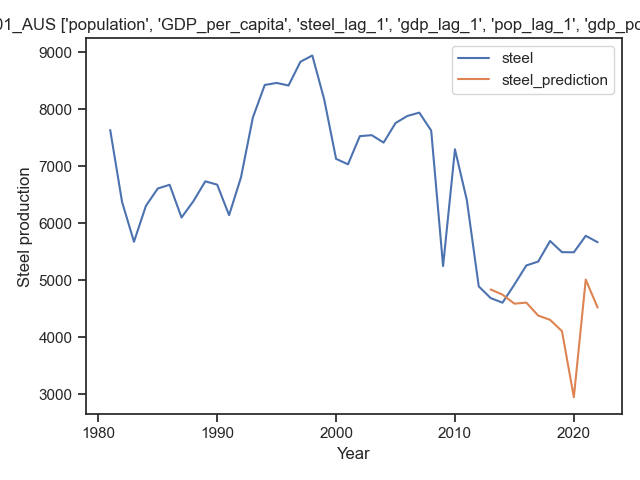 01_AUS ['population', 'GDP_per_capita', 'steel_lag_1', 'gdp_lag_1', 'pop_lag_1', 'gdp_po
steel
steel_prediction
9000
8000
7000
6000
5000
4000
3000
Steel production
1980
1990
2000
2010
2020
Year